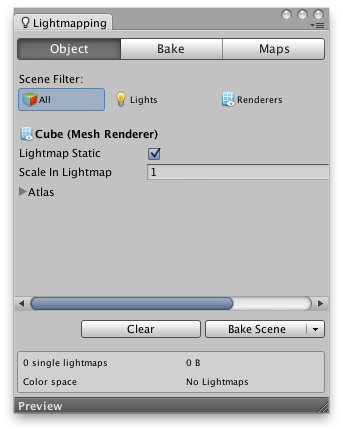 Lightmapping
Object Bake Maps
Scene Filter:
All Lights Renderers
Cube (Mesh Renderer)
Lightmap Static
Scale In Lightmap 1
Atlas
Clear Bake Scene
0 single lightmaps 0 B
Color space No Lightmaps
Preview